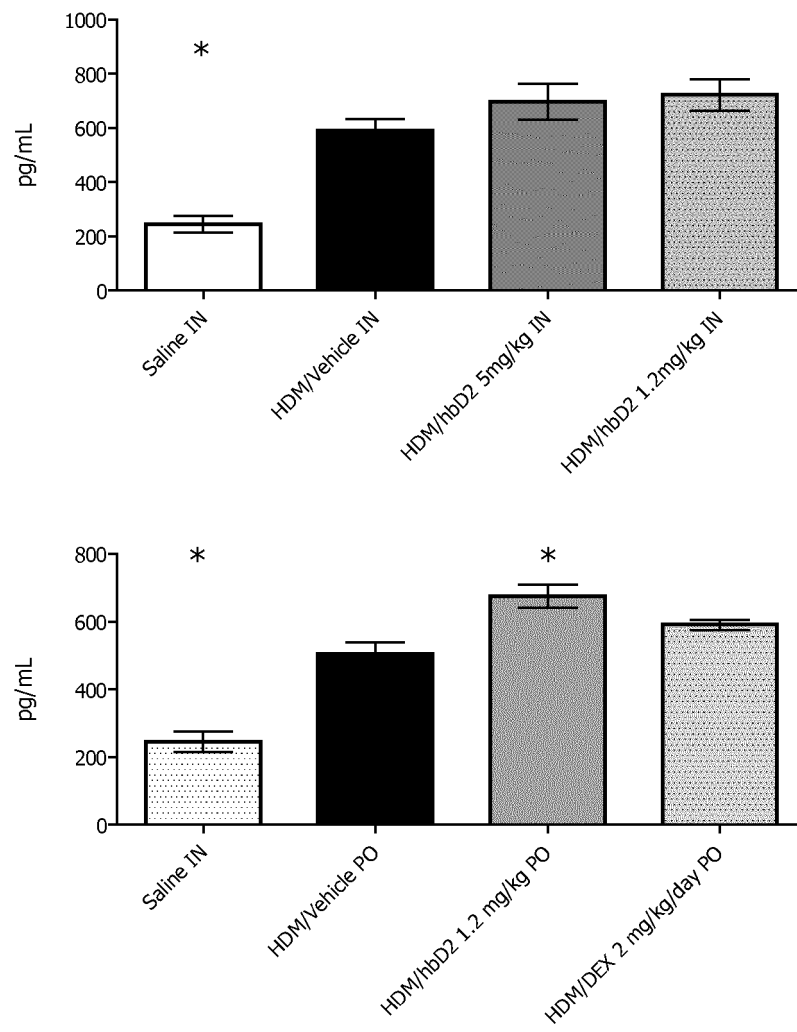 1000
*
800
600
pg/mL
400
200
0
Saline IN
HDM/Vehicle IN
HDM/hbD2 5mg/kg IN
HDM/hbD2 1.2mg/kg IN
800
*
*
600
pg/mL
400
200
0
Saline IN
HDM/Vehicle PO
HDM/hbD2 1.2 mg/kg PO
HDM/DEX 2 mg/kg/day PO